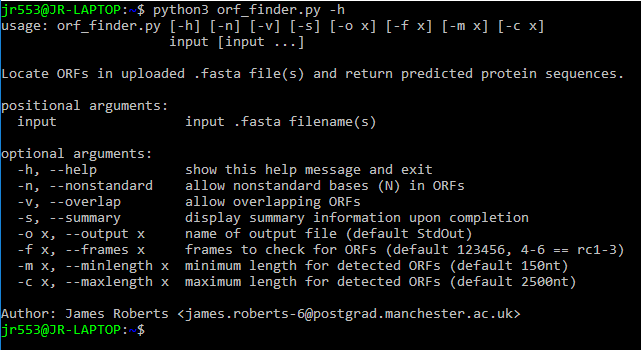 jr553@JR-LAPTOP:~$ python3 orf_finder.py -h
usage: orf_finder.py [-h] [-n] [-v] [-s] [-o x] [-f x] [-m x] [-c x]
                     input [input ...]

Locate ORFs in uploaded .fasta file(s) and return predicted protein sequences.

positional arguments:
  input                input .fasta filename(s)

optional arguments:
  -h, --help           show this help message and exit
  -n, --nonstandard    allow nonstandard bases (N) in ORFs
  -v, --overlap        allow overlapping ORFs
  -s, --summary        display summary information upon completion
  -o x, --output x     name of output file (default StdOut)
  -f x, --frames x     frames to check for ORFs (default 123456, 4-6 == rc1-3)
  -m x, --minlength x  minimum length for detected ORFs (default 150nt)
  -c x, --maxlength x  maximum length for detected ORFs (default 2500nt)

Author: James Roberts <james.roberts-6@postgrad.manchester.ac.uk>
jr553@JR-LAPTOP:~$